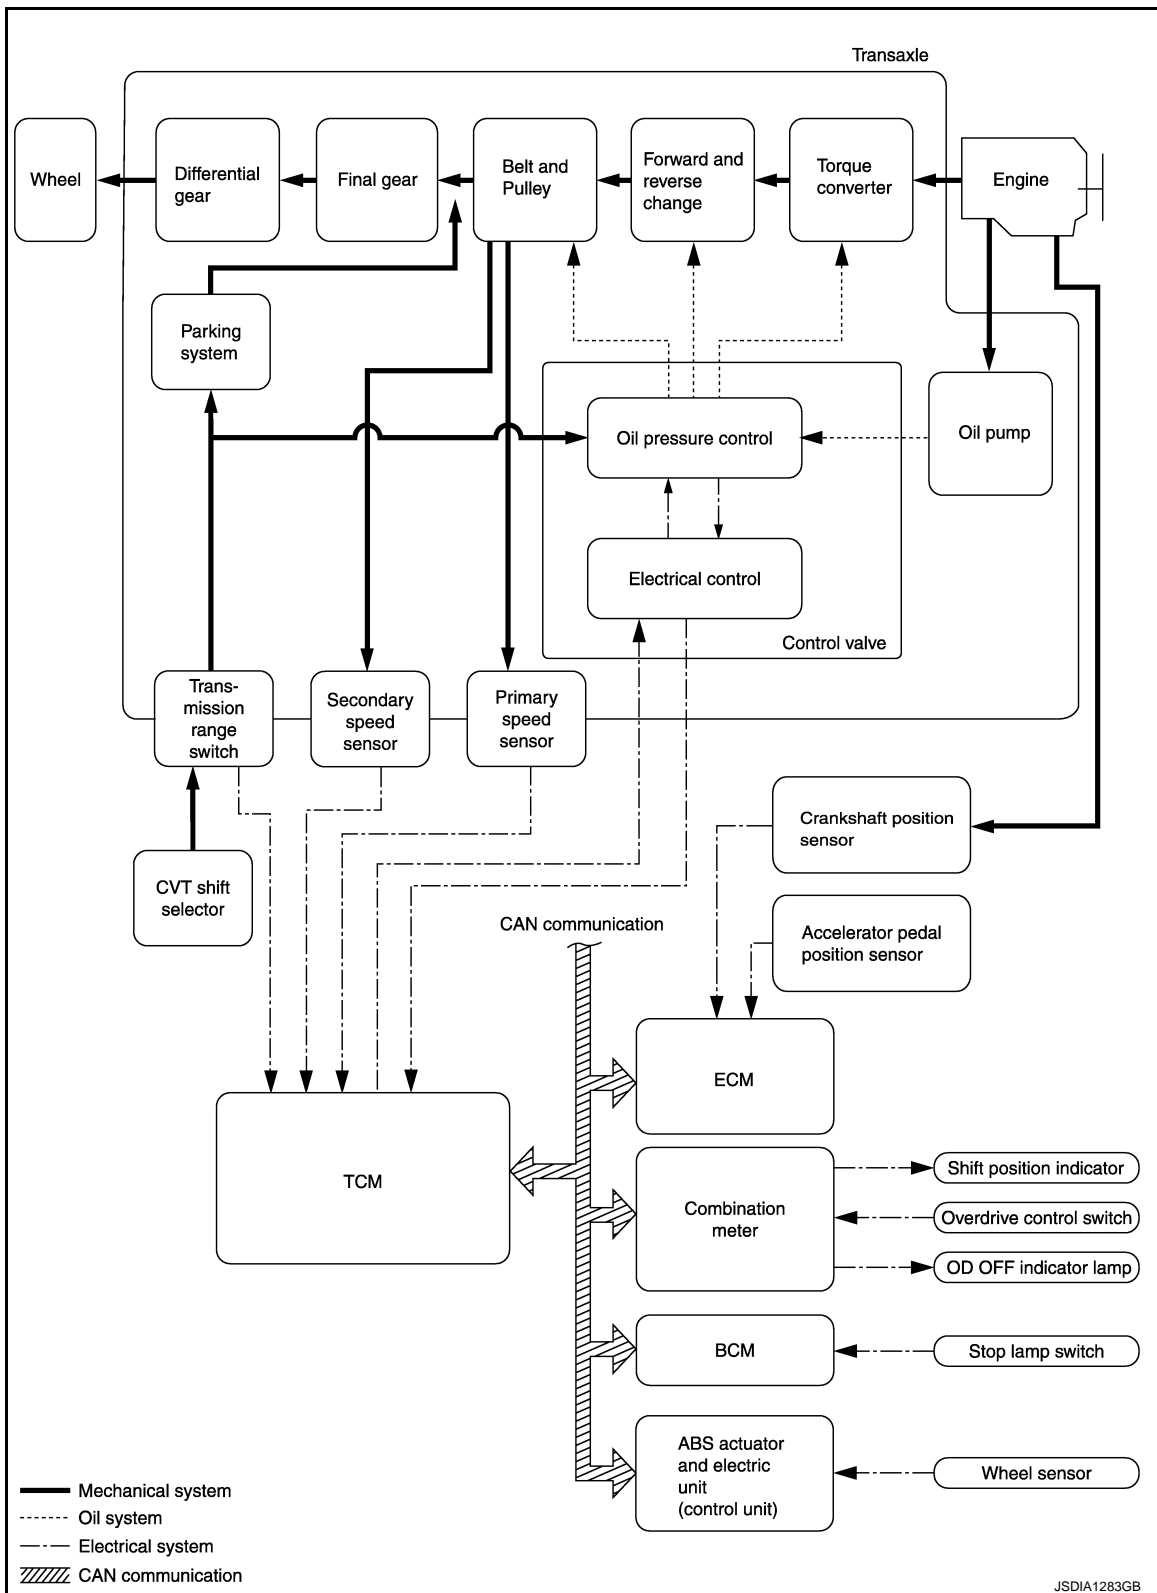 Transaxle
Wheel
Differential
gear
Final gear
Belt and
Pulley
Forward and
reverse
change
Torque
converter
Engine
Parking
system
Oil pressure control
Oil pump
Electrical control
Control valve
Trans-
mission
range
switch
Secondary
speed
sensor
Primary
speed
sensor
Crankshaft position
sensor
CVT shift
selector
CAN communication
Accelerator pedal
position sensor
ECM
TCM
Combination
meter
Shift position indicator
Overdrive control switch
OD OFF indicator lamp
BCM
Stop lamp switch
ABS actuator
and electric
unit
(control unit)
Wheel sensor
Mechanical system
Oil system
Electrical system
CAN communication
JSDIA1283GB